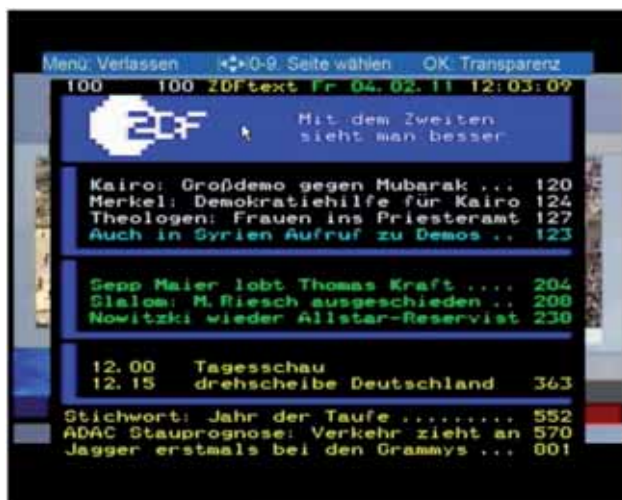 Menü: Verlassen 0-9. Seite wählen OK: Transparenz
100 100 ZDFtext Fr 04.02.11 12:03:09
ZDF Mit dem Zweiten
sieht man besser
Kairo: Großdemo gegen Mubarak ... 120
Merkel: Demokratiehilfe für Kairo 124
Theologen: Frauen ins Priesteramt 127
Auch in Syrien Aufruf zu Demos .. 123
Sepp Maier lobt Thomas Kraft .... 204
Slalom: M.Riesch ausgeschieden .. 208
Nowitzki wieder Allstar-Reservist 230
12.00 Tagesschau
12.15 drehscheibe Deutschland 363
Stichwort: Jahr der Taufe ......... 552
ADAC Stauprognose: Verkehr zieht an 570
Jagger erstmals bei den Grammys ... 001